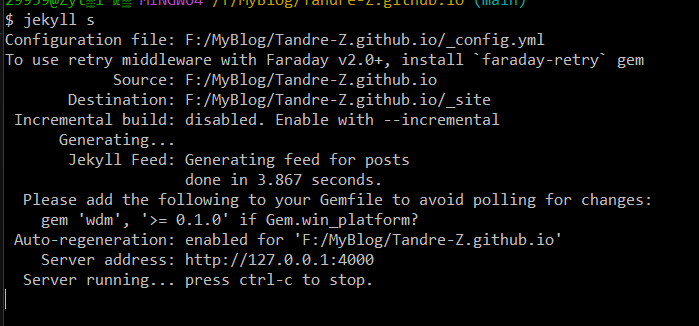 MINGW64 /f/MyBlog/Tandre-Z.github.io (main)
$ jekyll s
Configuration file: F:/MyBlog/Tandre-Z.github.io/_config.yml
To use retry middleware with Faraday v2.0+, install `faraday-retry` gem
Source: F:/MyBlog/Tandre-Z.github.io
Destination: F:/MyBlog/Tandre-Z.github.io/_site
Incremental build: disabled. Enable with --incremental
Generating...
Jekyll Feed: Generating feed for posts
done in 3.867 seconds.
Please add the following to your Gemfile to avoid polling for changes:
gem 'wdm', '>= 0.1.0' if Gem.win_platform?
Auto-regeneration: enabled for 'F:/MyBlog/Tandre-Z.github.io'
Server address: http://127.0.0.1:4000
Server running... press ctrl-c to stop.